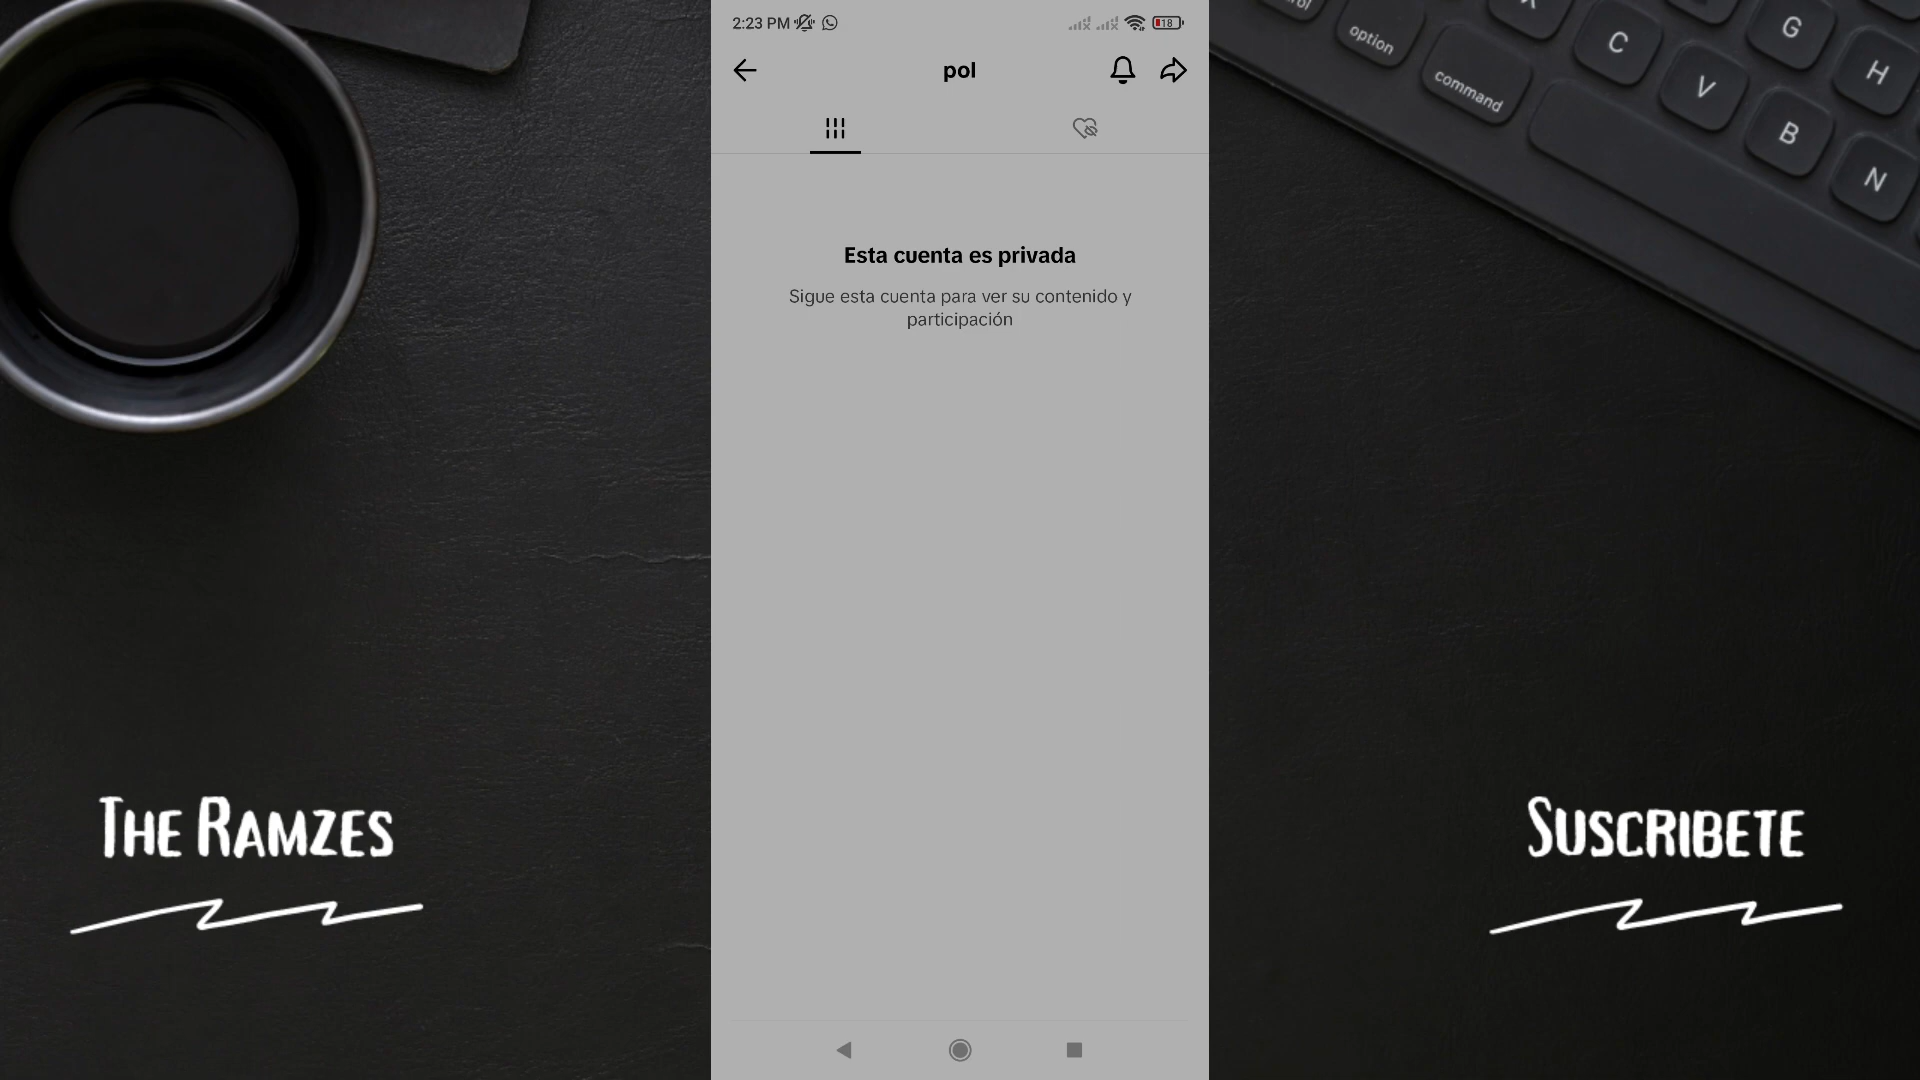 2:23 PM
18
pol
Esta cuenta es privada
Sigue esta cuenta para ver su contenido y
participación
option
command
C
V
G
B
H
N
The Ramzes
Suscribete